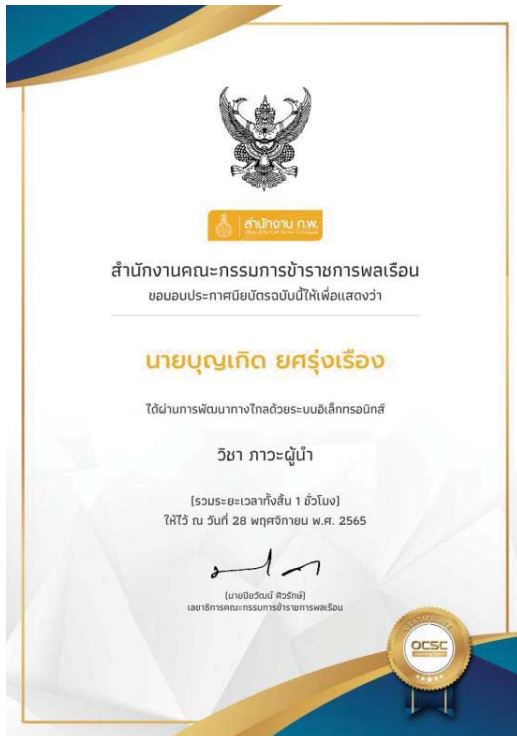 สำนักงาน ก.พ.
สำนักงานคณะกรรมการข้าราชการพลเรือน
ขอมอบประกาศนียบัตรฉบับนี้ให้เพื่อแสดงว่า
นายบุญเกิด ยศรุ่งเรือง
ได้ผ่านการพัฒนาทางไกลด้วยระบบอิเล็กทรอนิกส์
วิชา ภาวะผู้นำ
(รวมระยะเวลาทั้งสิ้น 1 ชั่วโมง)
ให้ไว้ ณ วันที่ 28 พฤศจิกายน พ.ศ. 2565
(นายปิยวัฒน์ ศิวรักษ์)
เลขาธิการคณะกรรมการข้าราชการพลเรือน
CERTIFICATE
OCSC